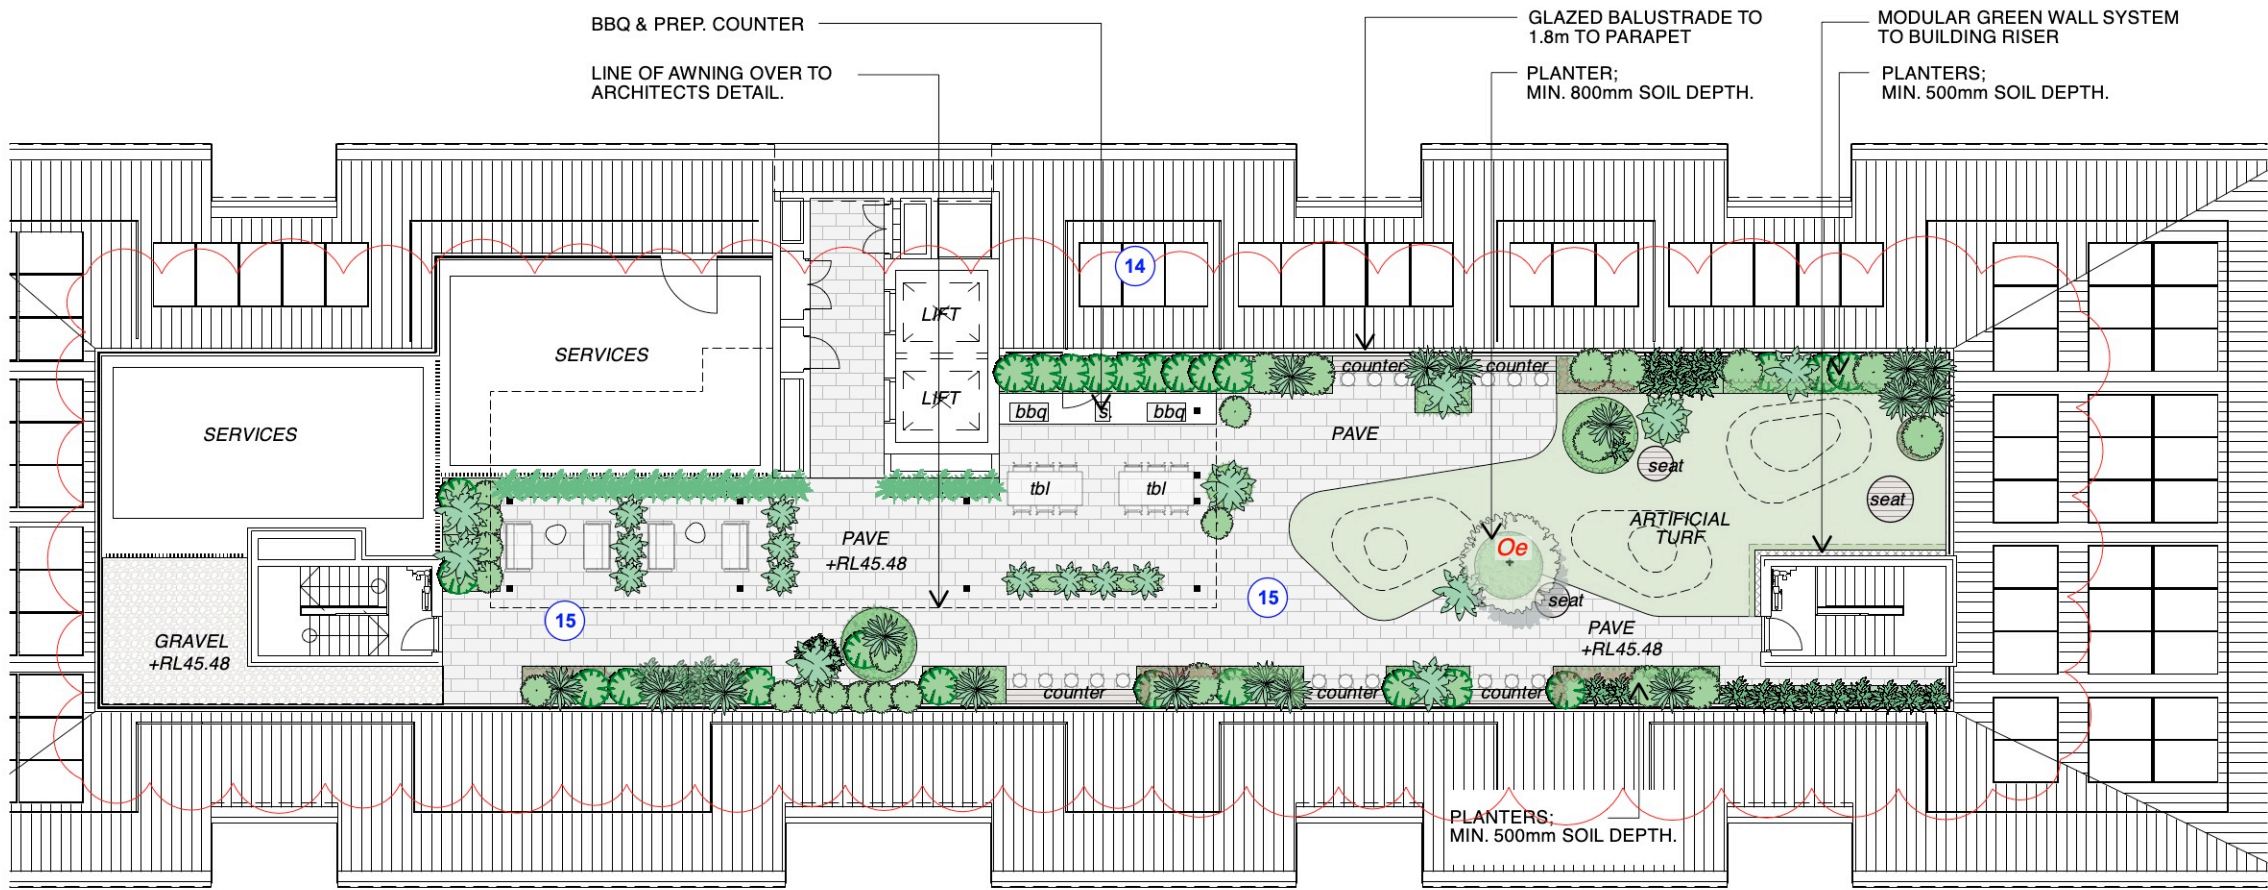 BBQ & PREP. COUNTER
LINE OF AWNING OVER TO
ARCHITECTS DETAIL.
GLAZED BALUSTRADE TO
1.8m TO PARAPET
PLANTER;
MIN. 800mm SOIL DEPTH.
MODULAR GREEN WALL SYSTEM
TO BUILDING RISER
PLANTERS;
MIN. 500mm SOIL DEPTH.
14
LIFT
SERVICES
counter
counter
LIFT
bbq
s.
bbq
SERVICES
PAVE
seat
tbl
tbl
seat
ARTIFICIAL
TURF
PAVE
+RL45.48
Oe
seat
15
15
GRAVEL
+RL45.48
PAVE
+RL45.48
counter
counter
counter
PLANTERS;
MIN. 500mm SOIL DEPTH.